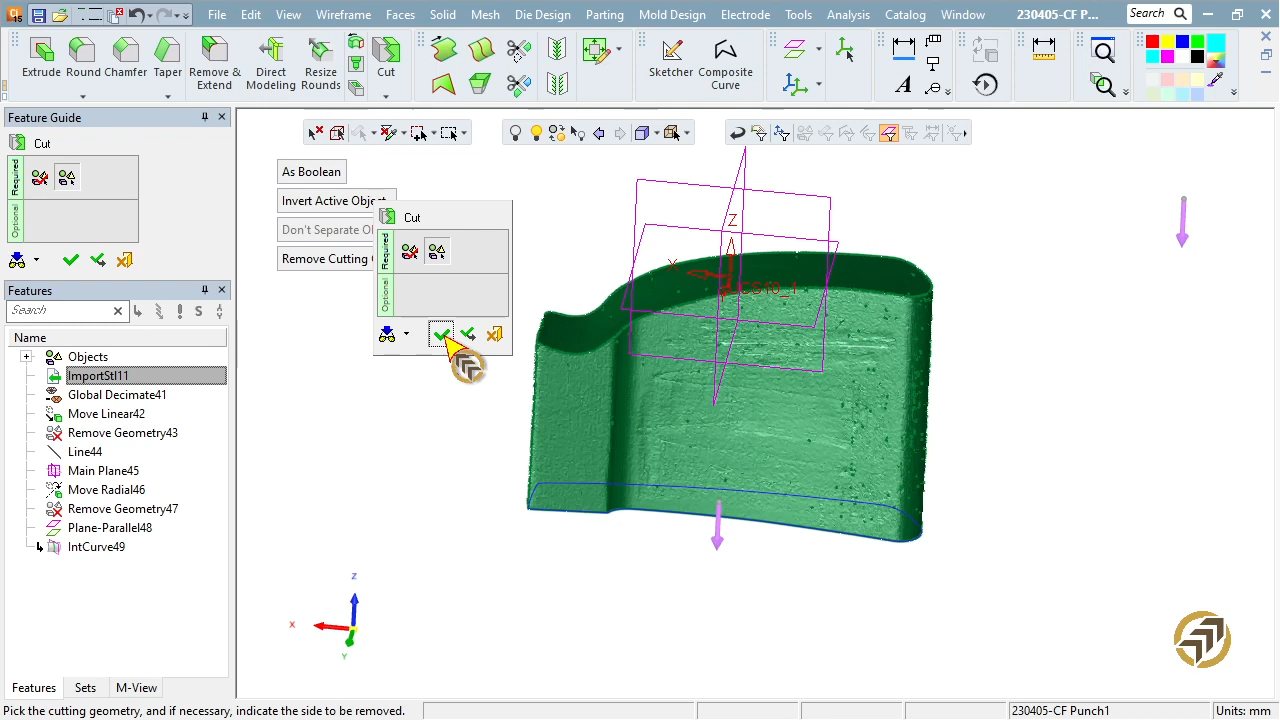 File Edit View Wireframe Faces Solid Mesh Die Design Parting Mold Design Electrode Tools Analysis Catalog Window 230405-CF P... Search
Extrude Round Chamfer Taper Remove & Extend Direct Modeling Resize Rounds Cut Sketcher Composite Curve
Feature Guide
Cut
Required
Optional
As Boolean
Invert Active Object
Don't Separate O
Remove Cutting
Cut
Required
Optional
Features
Search
Name
Objects
ImportStl11
Global Decimate41
Move Linear42
Remove Geometry43
Line44
Main Plane45
Move Radial46
Remove Geometry47
Plane-Parallel48
IntCurve49
Z
X
CS10_1
Z
X
Y
Features Sets M-View
Pick the cutting geometry, and if necessary, indicate the side to be removed. 230405-CF Punch1 Units: mm